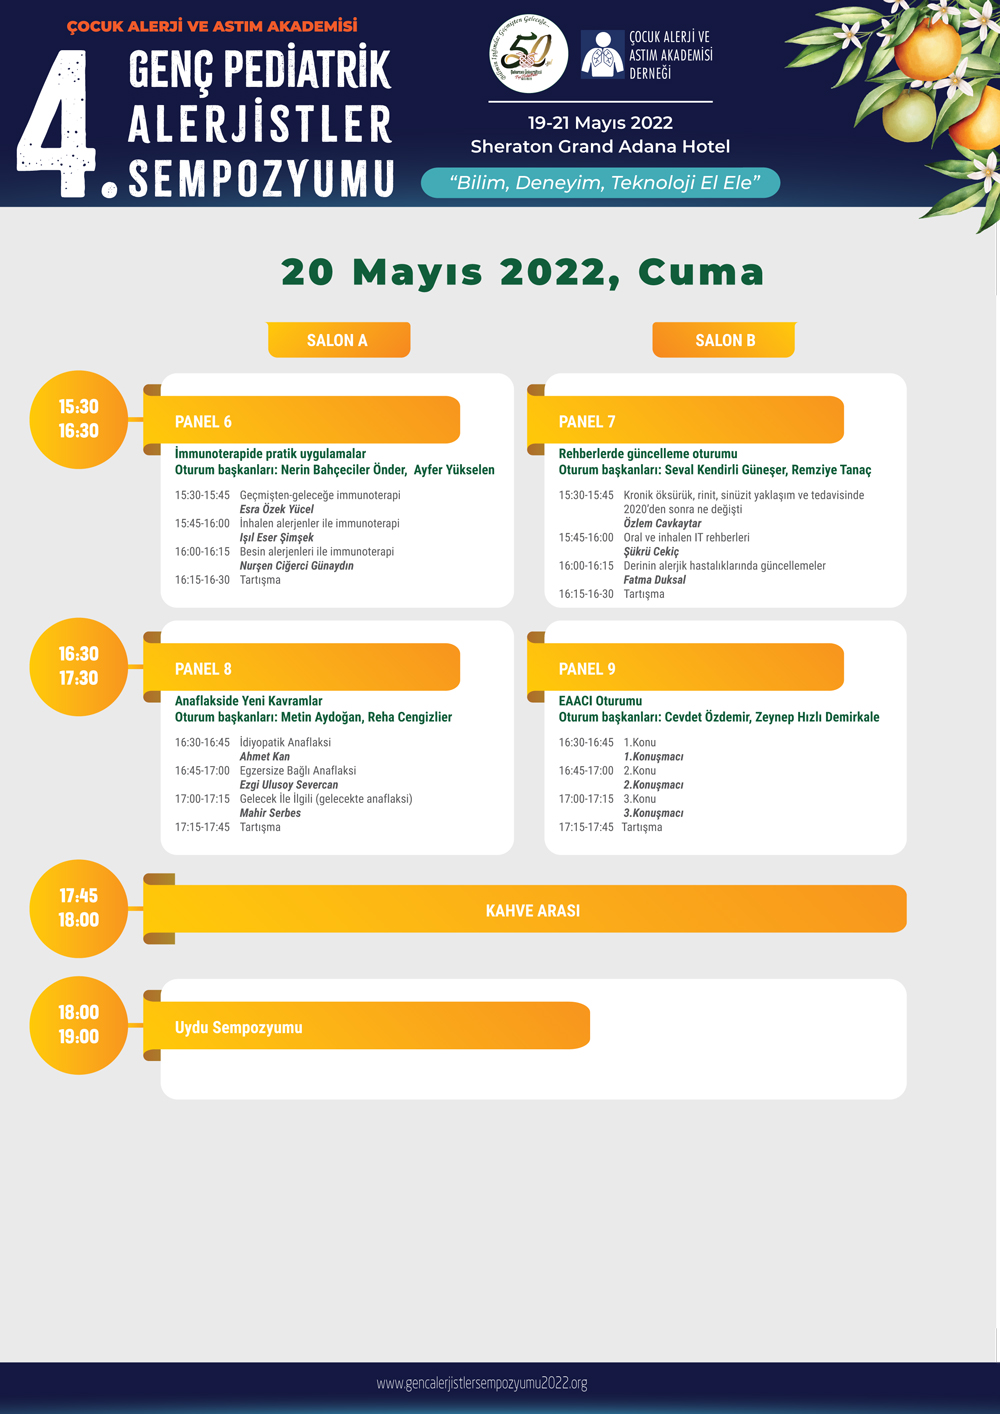 ÇOCUK ALERJİ VE ASTIM AKADEMİSİ
4. GENÇ PEDİATRİK
ALERJİSTLER
SEMPOZYUMU
50.
ÇOCUK ALERJİ VE
ASTIM AKADEMİSİ
DERNEĞİ
19-21 Mayıs 2022
Sheraton Grand Adana Hotel
“Bilim, Deneyim, Teknoloji El Ele”
20 Mayıs 2022, Cuma
SALON A
SALON B
15:30
16:30
PANEL 6
İmmunoterapide pratik uygulamalar
Oturum başkanları: Nerin Bahçeciler Önder, Ayfer Yükselen
15:30-15:45 Geçmişten-geleceğe immunoterapi
Esra Özek Yücel
15:45-16:00 İnhalen alerjenler ile immunoterapi
Işıl Eser Şimşek
16:00-16:15 Besin alerjenleri ile immunoterapi
Nurşen Ciğerci Günaydın
16:15-16-30 Tartışma
PANEL 7
Rehberlerde güncelleme oturumu
Oturum başkanları: Seval Kendirli Güneşer, Remziye Tanaç
15:30-15:45 Kronik öksürük, rinit, sinüzit yaklaşım ve tedavisinde
2020'den sonra ne değişti
Özlem Cavkaytar
15:45-16:00 Oral ve inhalen IT rehberleri
Şükrü Cekiç
16:00-16:15 Derinin alerjik hastalıklarında güncellemeler
Fatma Duksal
16:15-16-30 Tartışma
16:30
17:30
PANEL 8
Anaflakside Yeni Kavramlar
Oturum başkanları: Metin Aydoğan, Reha Cengizlier
16:30-16:45 İdiyopatik Anaflaksi
Ahmet Kan
16:45-17:00 Egzersize Bağlı Anaflaksi
Ezgi Ulusoy Severcan
17:00-17:15 Gelecek İle İlgili (gelecekte anaflaksi)
Mahir Serbes
17:15-17:45 Tartışma
PANEL 9
EAACI Oturumu
Oturum başkanları: Cevdet Özdemir, Zeynep Hızlı Demirkale
16:30-16:45 1.Konu
1.Konuşmacı
16:45-17:00 2.Konu
2.Konuşmacı
17:00-17:15 3.Konu
3.Konuşmacı
17:15-17:45 Tartışma
17:45
18:00
KAHVE ARASI
18:00
19:00
Uydu Sempozyumu
www.gencalerjistlersempozyumu2022.org